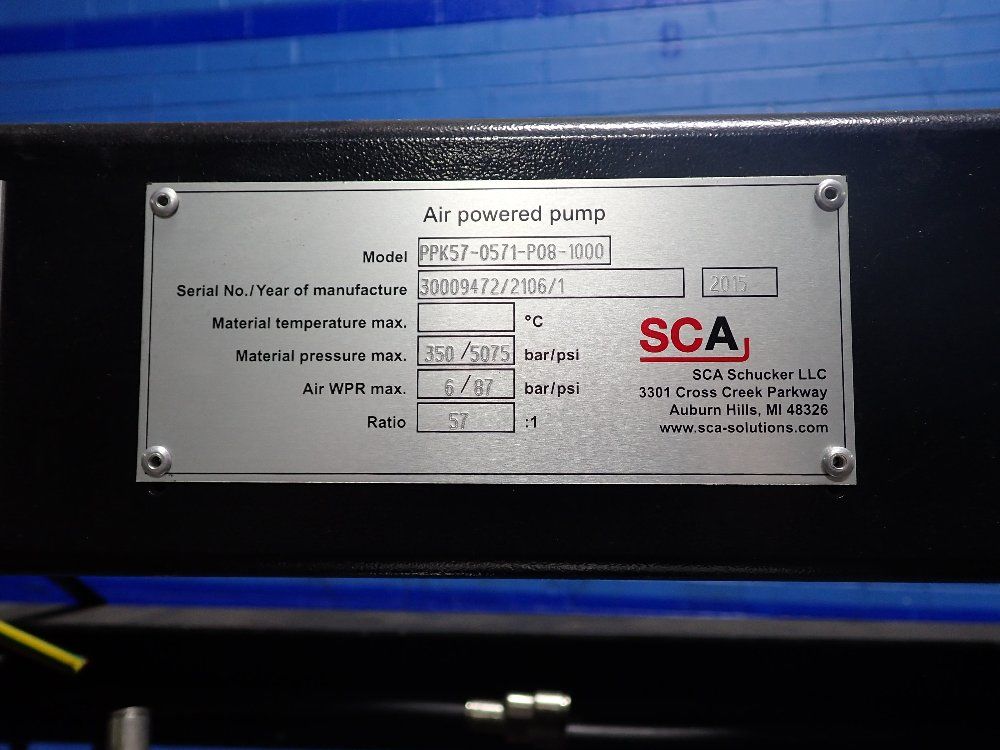 Air powered pump
Model PPK57-0571-P08-1000
Serial No./Year of manufacture 30009472/2106/1 2015
Material temperature max. °C
Material pressure max. 350/5075 bar/psi
Air WPR max. 6/87 bar/psi
Ratio 57 :1
SCA
SCA Schucker LLC
3301 Cross Creek Parkway
Auburn Hills, MI 48326
www.sca-solutions.com